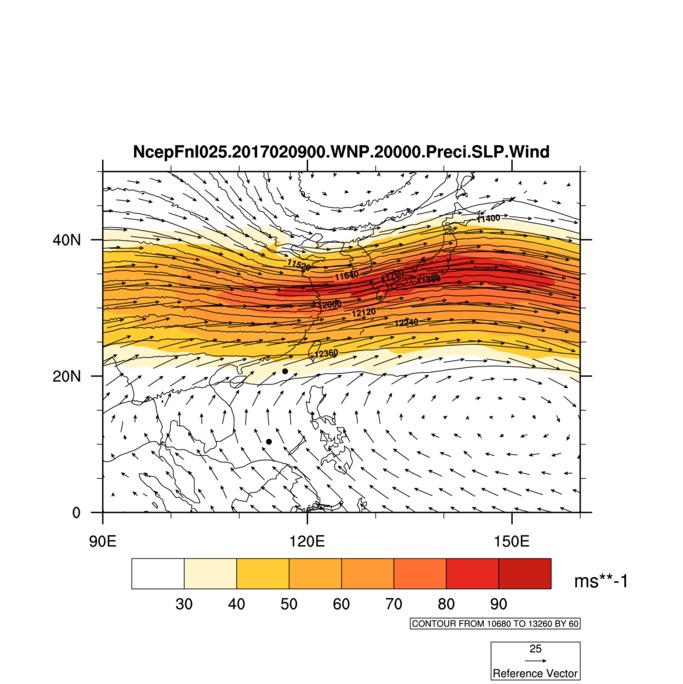 NcepFnl025.2017020900.WNP.20000.Preci.SLP.Wind
11400
40N
11520
11640
11760
11880
12000
12120
12240
12360
20N
0
90E 120E 150E
ms**-1
30 40 50 60 70 80 90
CONTOUR FROM 10680 TO 13260 BY 60
25
Reference Vector